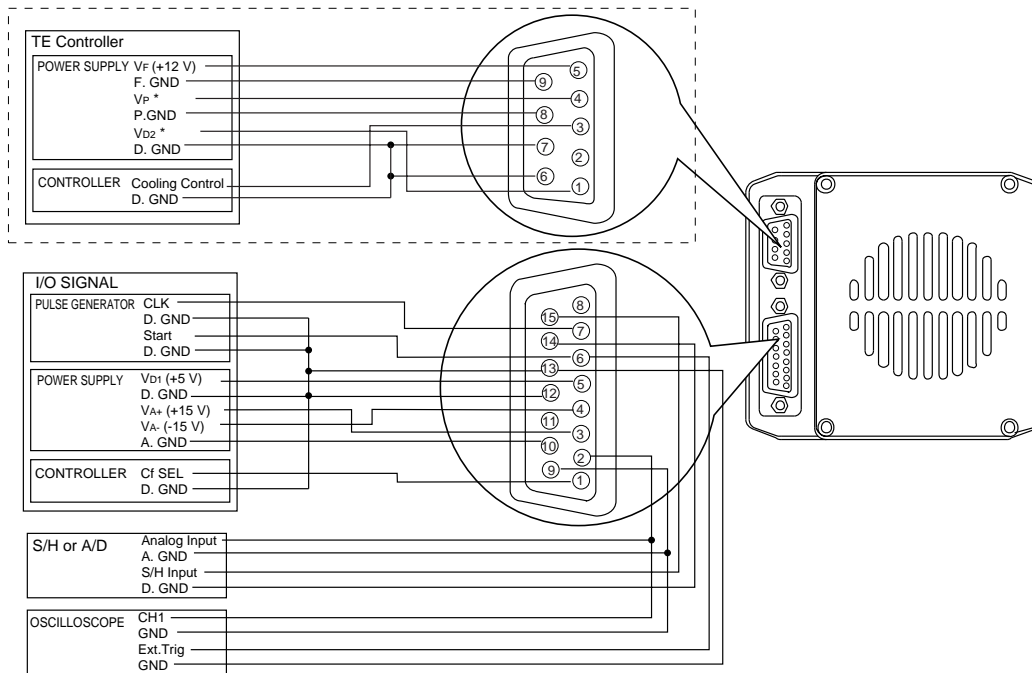 TE Controller
POWER SUPPLY VF (+12 V)
F. GND
VP *
P.GND
VD2 *
D. GND
CONTROLLER Cooling Control
D. GND
5
9
4
8
3
7
2
6
1
I/O SIGNAL
PULSE GENERATOR CLK
D. GND
Start
D. GND
POWER SUPPLY VD1 (+5 V)
D. GND
VA+ (+15 V)
VA- (-15 V)
A. GND
CONTROLLER Cf SEL
D. GND
8
15
7
14
6
13
5
12
4
11
3
10
2
9
1
S/H or A/D Analog Input
A. GND
S/H Input
D. GND
OSCILLOSCOPE CH1
GND
Ext.Trig
GND